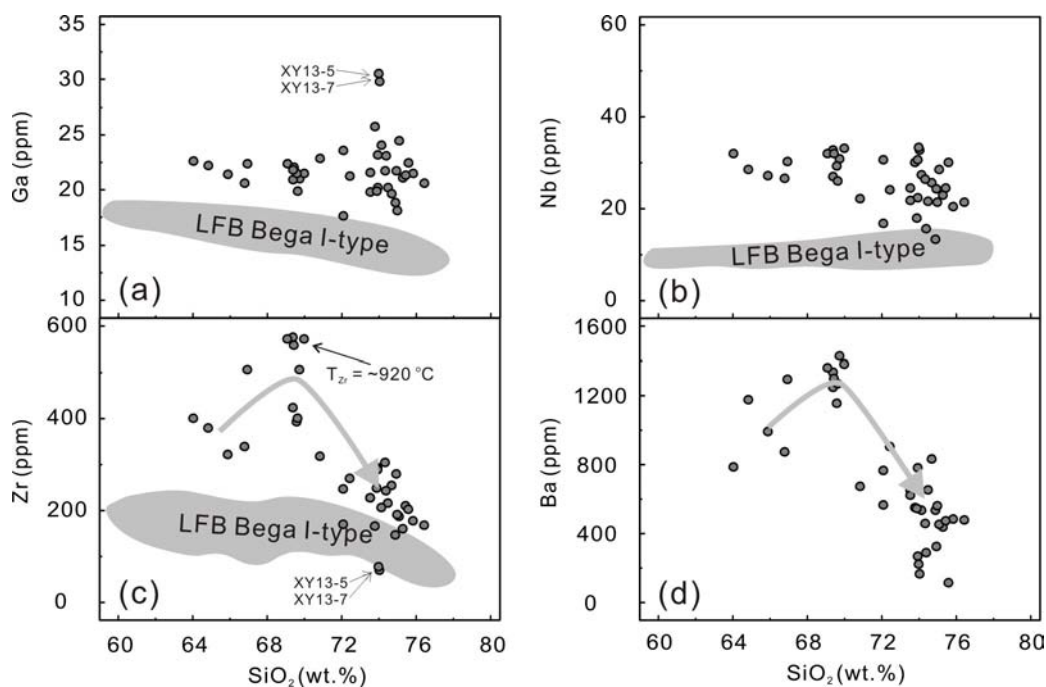 35
30
25
20
15
10
Ga (ppm)
XY13-5
XY13-7
LFB Bega I-type
(a)
60
40
20
0
Nb (ppm)
LFB Bega I-type
(b)
600
400
200
0
Zr (ppm)
T_Zr = ~920 °C
LFB Bega I-type
XY13-5
XY13-7
(c)
60 64 68 72 76 80
SiO₂(wt.%)
1600
1200
800
400
0
Ba (ppm)
(d)
60 64 68 72 76 80
SiO₂(wt.%)